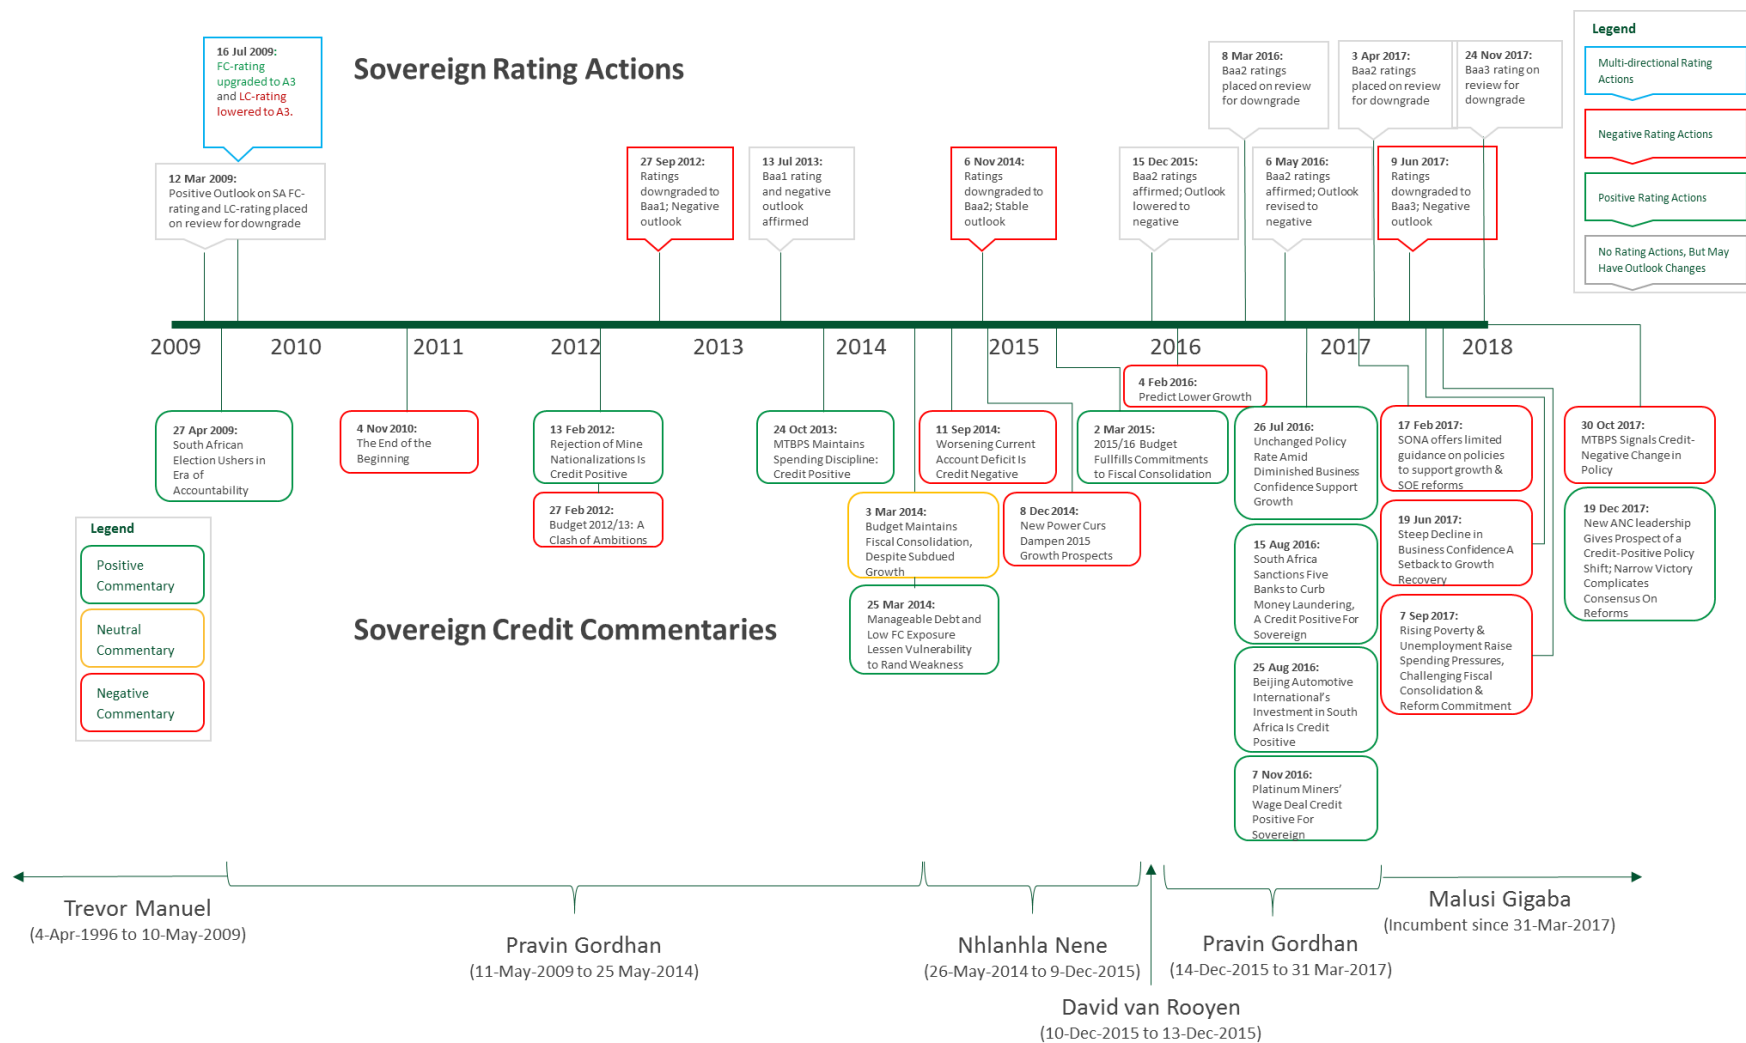 Sovereign Rating Actions
16 Jul 2009:
FC-rating
upgraded to A3
and LC-rating
lowered to A3.
12 Mar 2009:
Positive Outlook on SA FC-
rating and LC-rating placed
on review for downgrade
27 Sep 2012:
Ratings
downgraded to
Baa1; Negative
outlook
13 Jul 2013:
Baa1 rating
and negative
outlook
affirmed
6 Nov 2014:
Ratings
downgraded to
Baa2; Stable
outlook
15 Dec 2015:
Baa2 ratings
affirmed; Outlook
lowered to
negative
8 Mar 2016:
Baa2 ratings
placed on review
for downgrade
6 May 2016:
Baa2 ratings
affirmed; Outlook
revised to
negative
3 Apr 2017:
Baa2 ratings
placed on review
for downgrade
9 Jun 2017:
Ratings
downgraded to
Baa3; Negative
outlook
24 Nov 2017:
Baa3 rating on
review for
downgrade
Legend
Multi-directional Rating
Actions
Negative Rating Actions
Positive Rating Actions
No Rating Actions, But May
Have Outlook Changes
2009
2010
2011
2012
2013
2014
2015
2016
2017
2018
27 Apr 2009:
South African
Election Ushers in
Era of
Accountability
4 Nov 2010:
The End of the
Beginning
13 Feb 2012:
Rejection of Mine
Nationalizations Is
Credit Positive
27 Feb 2012:
Budget 2012/13: A
Clash of Ambitions
24 Oct 2013:
MTBPS Maintains
Spending Discipline:
Credit Positive
3 Mar 2014:
Budget Maintains
Fiscal Consolidation,
Despite Subdued
Growth
25 Mar 2014:
Manageable Debt and
Low FC Exposure
Lessen Vulnerability
to Rand Weakness
11 Sep 2014:
Worsening Current
Account Deficit Is
Credit Negative
8 Dec 2014:
New Power Curs
Dampen 2015
Growth Prospects
2 Mar 2015:
2015/16 Budget
Fullfills Commitments
to Fiscal Consolidation
4 Feb 2016:
Predict Lower Growth
26 Jul 2016:
Unchanged Policy
Rate Amid
Diminished Business
Confidence Support
Growth
15 Aug 2016:
South Africa
Sanctions Five
Banks to Curb
Money Laundering,
A Credit Positive For
Sovereign
25 Aug 2016:
Beijing Automotive
International's
Investment in South
Africa Is Credit
Positive
7 Nov 2016:
Platinum Miners'
Wage Deal Credit
Positive For
Sovereign
17 Feb 2017:
SONA offers limited
guidance on policies
to support growth &
SOE reforms
19 Jun 2017:
Steep Decline in
Business Confidence A
Setback to Growth
Recovery
7 Sep 2017:
Rising Poverty &
Unemployment Raise
Spending Pressures,
Challenging Fiscal
Consolidation &
Reform Commitment
30 Oct 2017:
MTBPS Signals Credit-
Negative Change in
Policy
19 Dec 2017:
New ANC leadership
Gives Prospect of a
Credit-Positive Policy
Shift; Narrow Victory
Complicates
Consensus On
Reforms
Legend
Positive
Commentary
Neutral
Commentary
Negative
Commentary
Sovereign Credit Commentaries
Trevor Manuel
(4-Apr-1996 to 10-May-2009)
Pravin Gordhan
(11-May-2009 to 25 May-2014)
Nhlanhla Nene
(26-May-2014 to 9-Dec-2015)
David van Rooyen
(10-Dec-2015 to 13-Dec-2015)
Pravin Gordhan
(14-Dec-2015 to 31 Mar-2017)
Malusi Gigaba
(Incumbent since 31-Mar-2017)